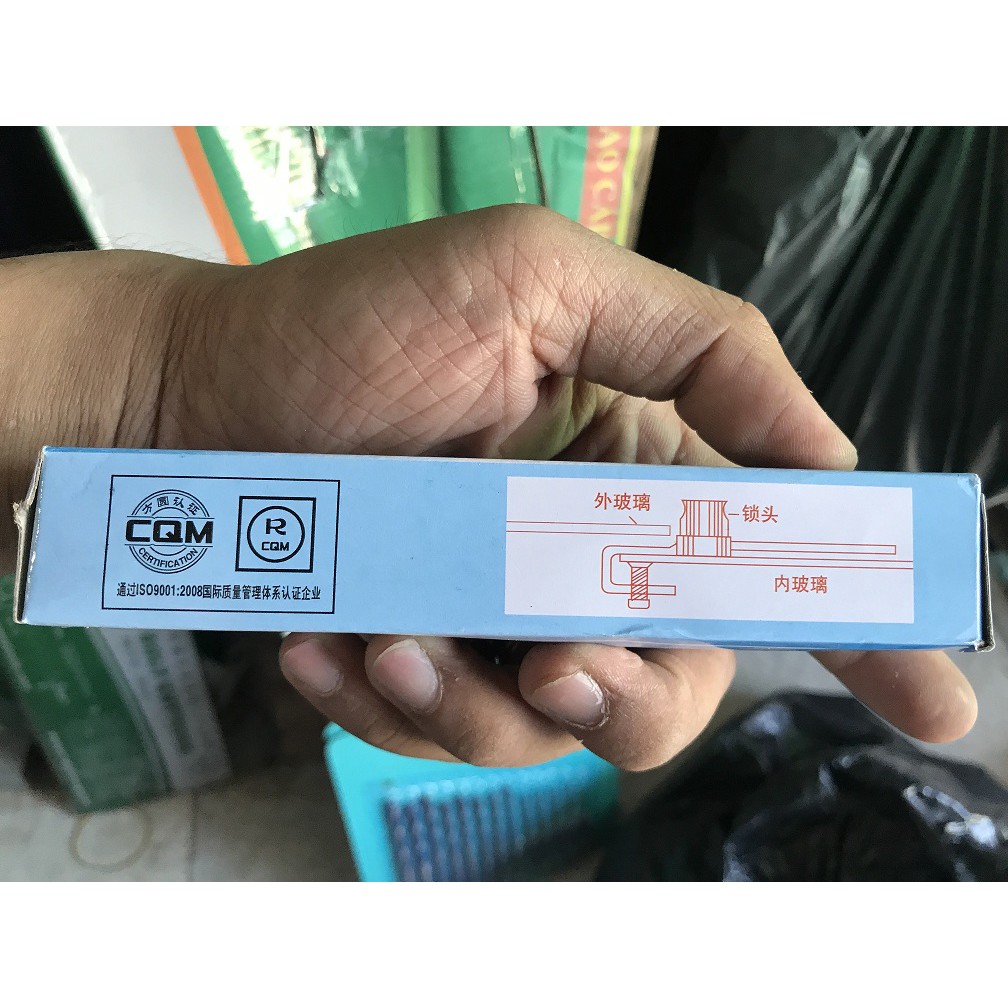 AO CA
方圆认证
CQM
CERTIFICATION
R
CQM
通过ISO9001:2008国际质量管理体系认证企业
外玻璃
锁头
内玻璃